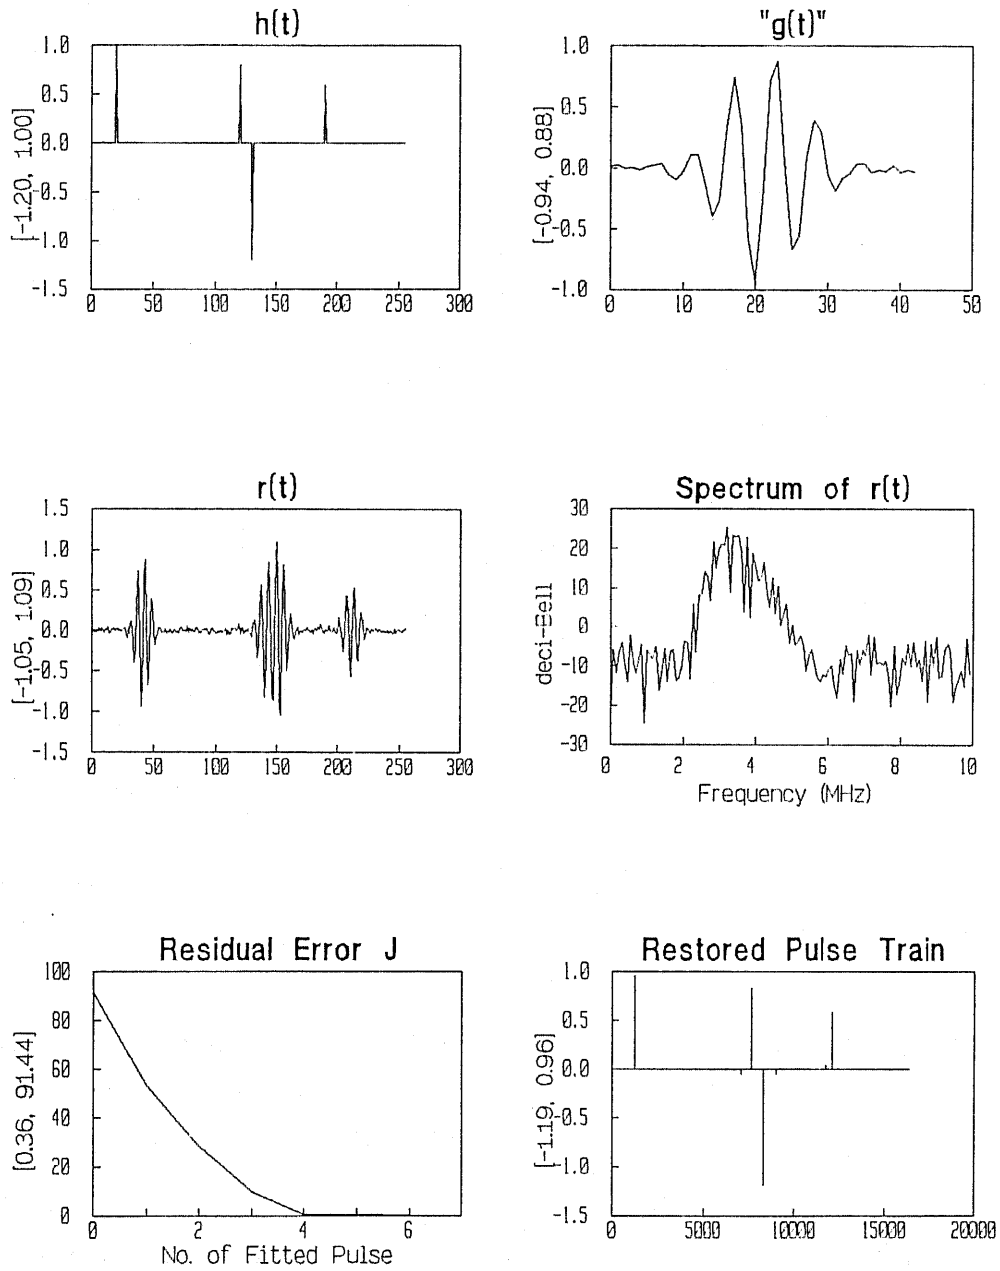 h(t)
[-1.20, 1.00]
1.0
0.5
0.0
-0.5
-1.0
-1.5
0 50 100 150 200 250 300
"g(t)"
[-0.94, 0.88]
1.0
0.5
0.0
-0.5
-1.0
0 10 20 30 40 50
r(t)
[-1.05, 1.09]
1.5
1.0
0.5
0.0
-0.5
-1.0
-1.5
0 50 100 150 200 250 300
Spectrum of r(t)
deci-Bell
30
20
10
0
-10
-20
-30
0 2 4 6 8 10
Frequency (MHz)
Residual Error J
[0.36, 91.44]
100
80
60
40
20
0
0 2 4 6
No. of Fitted Pulse
Restored Pulse Train
[-1.19, 0.96]
1.0
0.5
0.0
-0.5
-1.0
-1.5
0 5000 10000 15000 20000